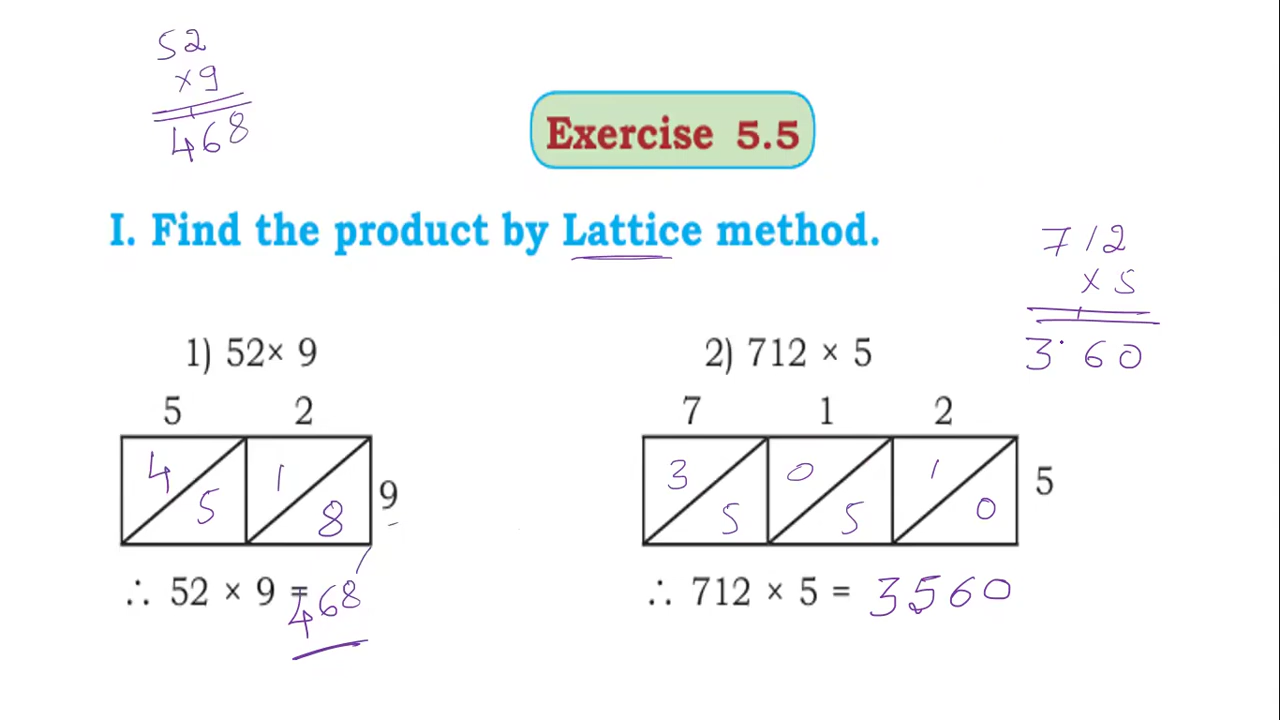 52
×9
468
Exercise 5.5
I. Find the product by Lattice method.
712
×5
3·60
1) 52× 9
5 2
4 5 1 8 9
∴ 52 × 9 = 468
2) 712 × 5
7 1 2
3 5 0 5 1 0 5
∴ 712 × 5 = 3560